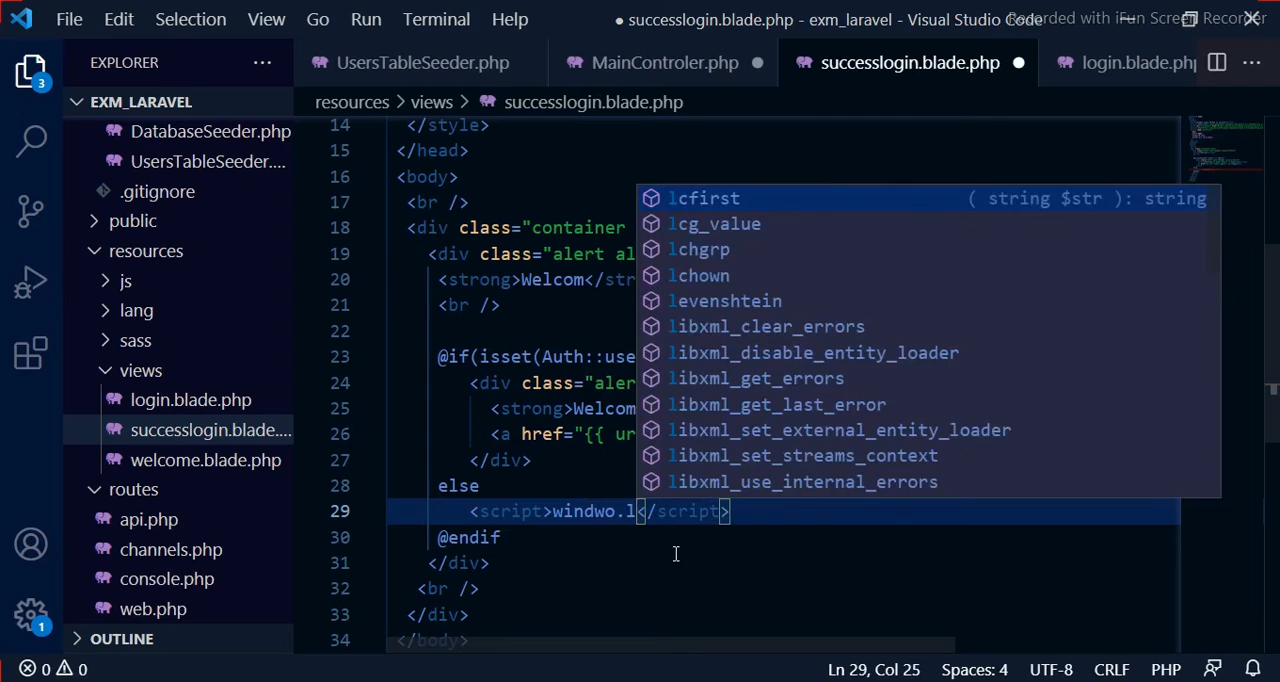 File Edit Selection View Go Run Terminal Help ● successlogin.blade.php - exm_laravel - Visual Studio Code
Recorded with iFun Screen Recorder
EXPLORER ···
UsersTableSeeder.php MainControler.php ● successlogin.blade.php ● login.blade.php ···
EXM_LARAVEL
resources > views > successlogin.blade.php
DatabaseSeeder.php
UsersTableSeeder....
.gitignore
public
resources
js
lang
sass
views
login.blade.php
successlogin.blade....
welcome.blade.php
routes
api.php
channels.php
console.php
web.php
OUTLINE
3
1
14 </style>
15 </head>
16 <body>
17 <br />
18 <div class="container
19 <div class="alert al
20 <strong>Welcom</str
21 <br />
22
23 @if(isset(Auth::use
24 <div class="aler
25 <strong>Welcom
26 <a href="{{ ur
27 </div>
28 else
29 <script>windwo.l</script>
30 @endif
31 </div>
32 <br />
33 </div>
34 </body>
lcfirst ( string $str ): string
lcg_value
lchgrp
lchown
levenshtein
libxml_clear_errors
libxml_disable_entity_loader
libxml_get_errors
libxml_get_last_error
libxml_set_external_entity_loader
libxml_set_streams_context
libxml_use_internal_errors
0 0 Ln 29, Col 25 Spaces: 4 UTF-8 CRLF PHP